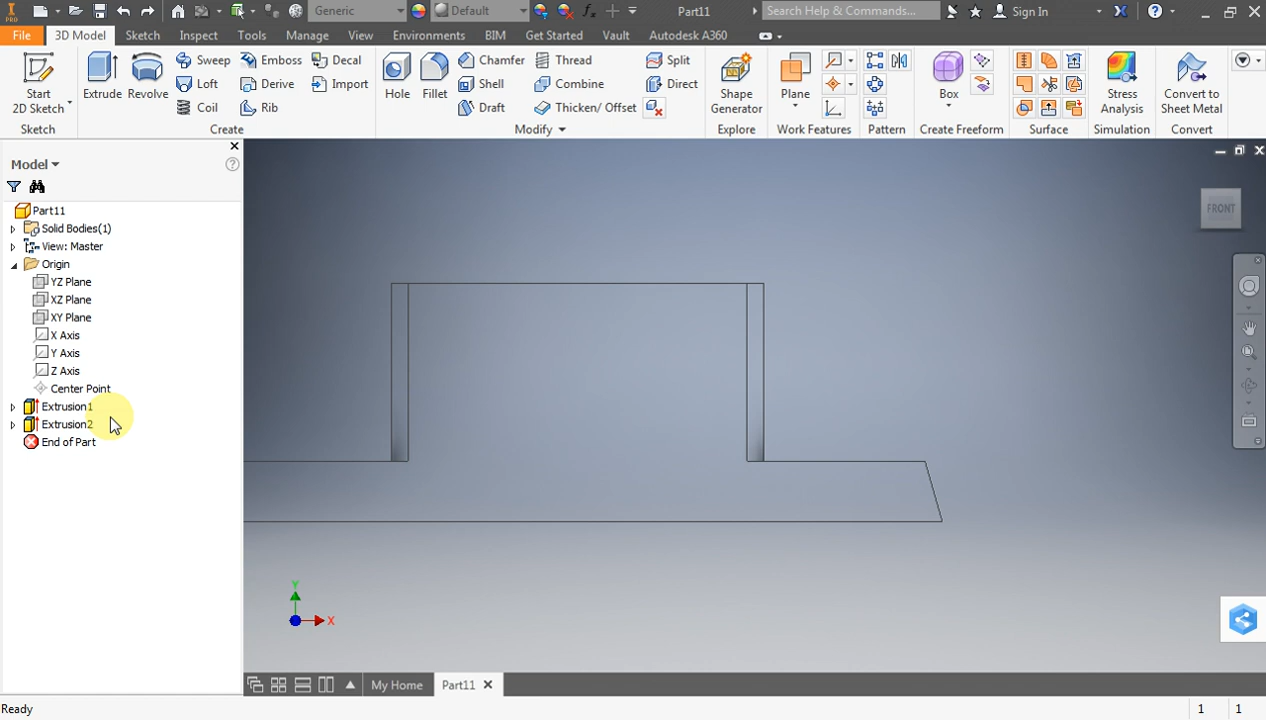 PRO
Generic
Default
fx
Part11
Search Help & Commands...
Sign In
File
3D Model
Sketch
Inspect
Tools
Manage
View
Environments
BIM
Get Started
Vault
Autodesk A360
Start
2D Sketch
Sketch
Extrude
Revolve
Sweep
Loft
Coil
Emboss
Derive
Rib
Decal
Import
Create
Hole
Fillet
Chamfer
Shell
Draft
Thread
Combine
Thicken/ Offset
Split
Direct
Modify
Shape
Generator
Explore
Plane
Work Features
Pattern
Box
Create Freeform
Surface
Stress
Analysis
Simulation
Convert to
Sheet Metal
Convert
Model
Part11
Solid Bodies(1)
View: Master
Origin
YZ Plane
XZ Plane
XY Plane
X Axis
Y Axis
Z Axis
Center Point
Extrusion1
Extrusion2
End of Part
FRONT
Y
X
My Home
Part11
Ready
1
1